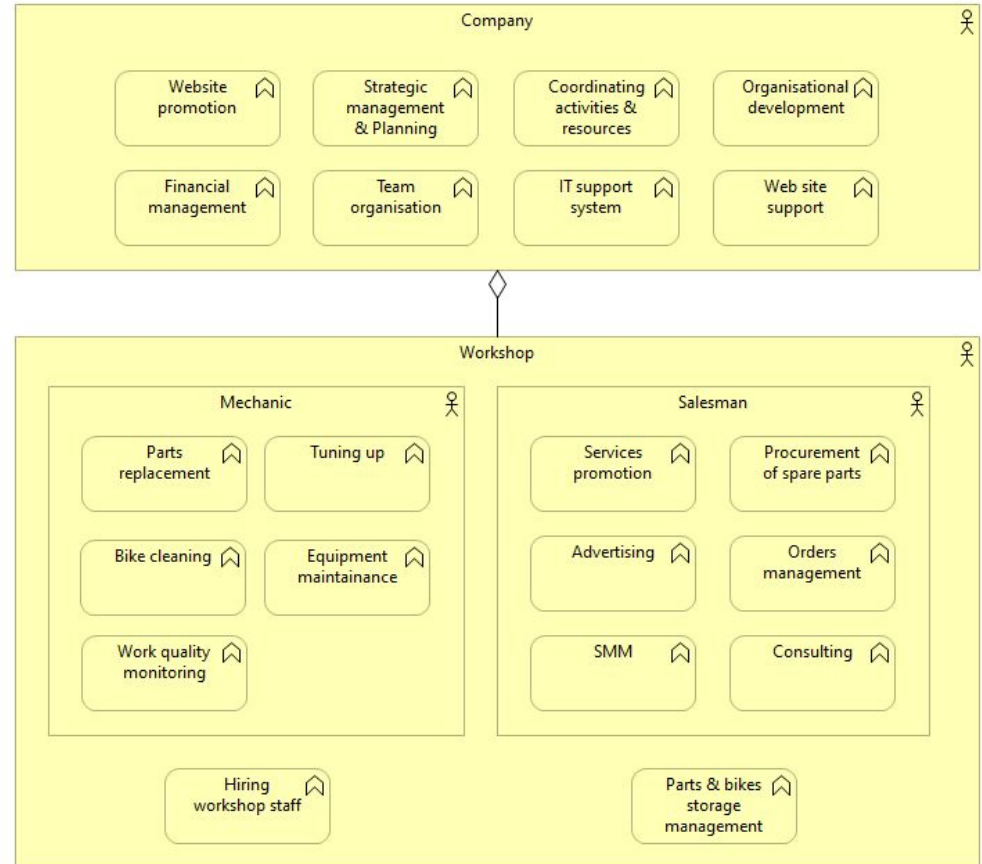 Company
Website
promotion
Strategic
management
& Planning
Coordinating
activities &
resources
Organisational
development
Financial
management
Team
organisation
IT support
system
Web site
support
Workshop
Mechanic
Parts
replacement
Tuning up
Bike cleaning
Equipment
maintainance
Work quality
monitoring
Salesman
Services
promotion
Procurement
of spare parts
Advertising
Orders
management
SMM
Consulting
Hiring
workshop staff
Parts & bikes
storage
management